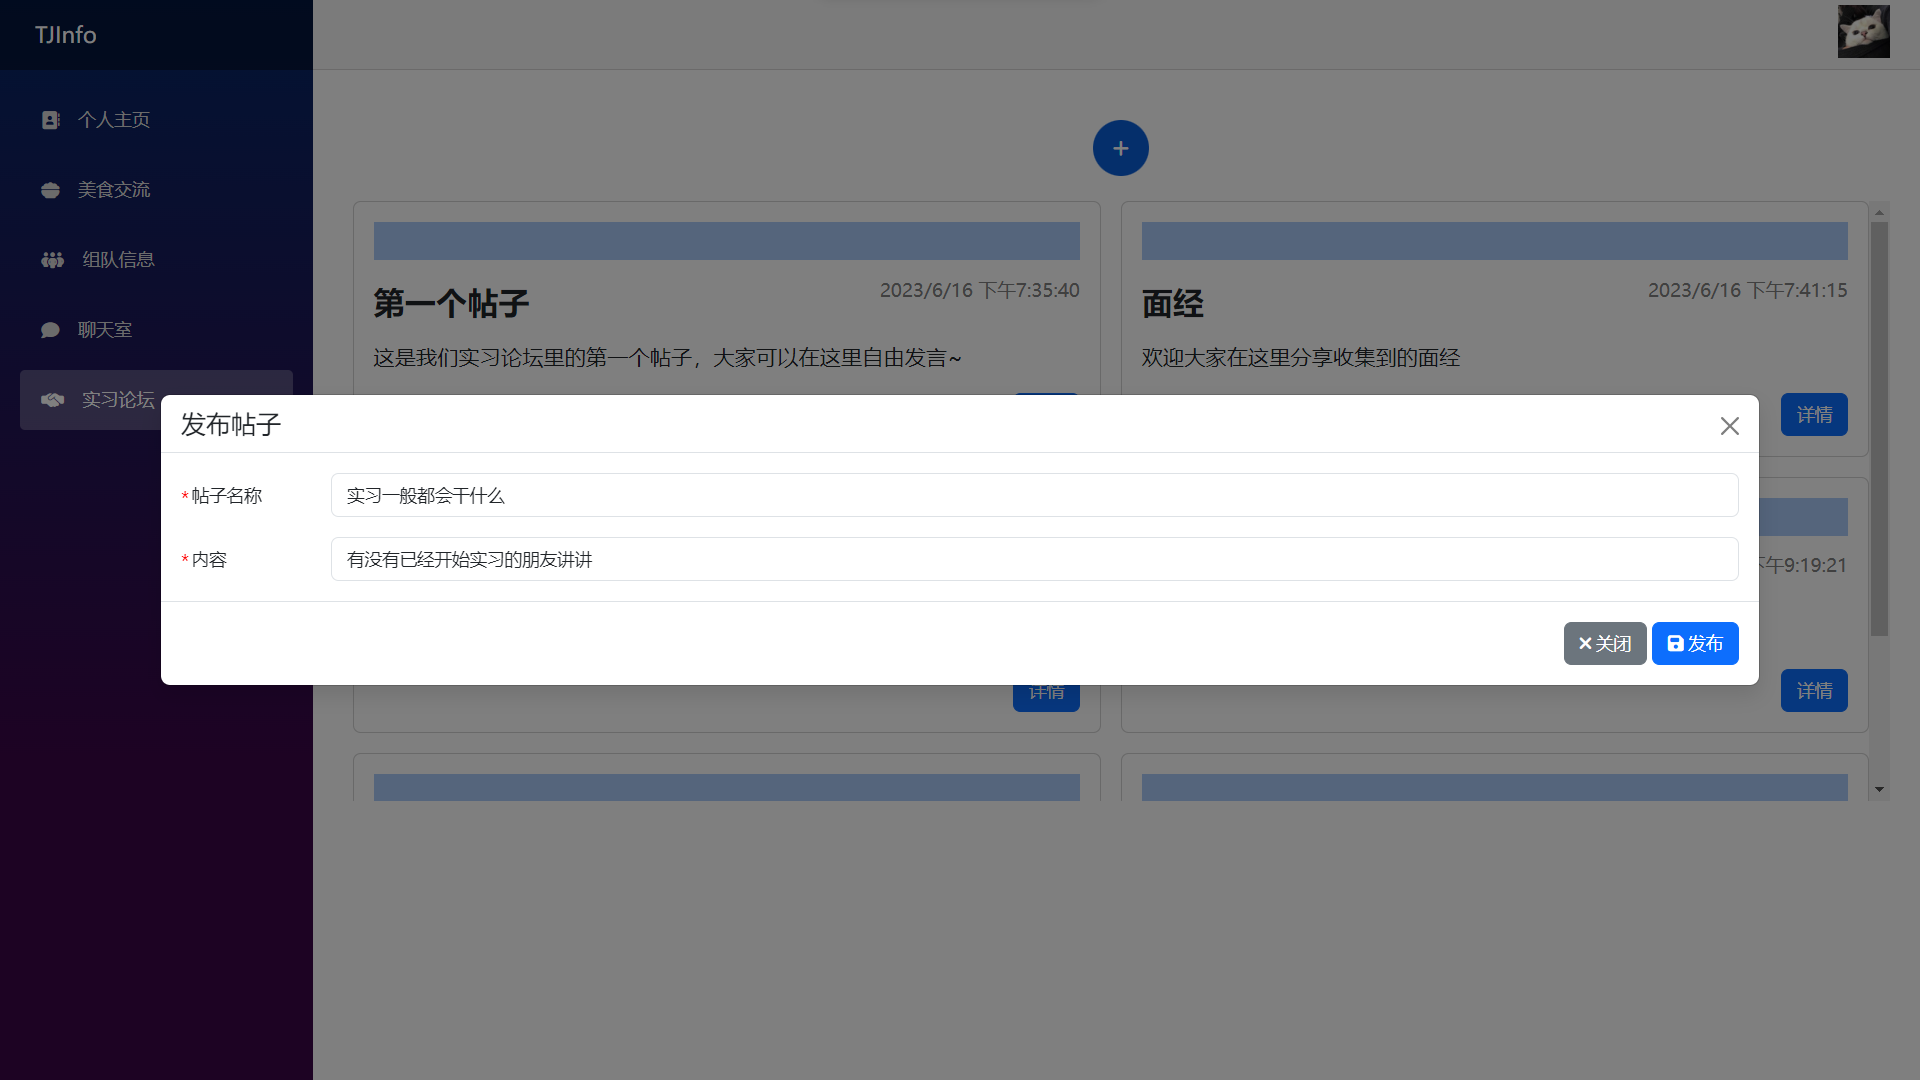 TJInfo
个人主页
美食交流
组队信息
聊天室
实习论坛
+
第一个帖子
2023/6/16 下午7:35:40
这是我们实习论坛里的第一个帖子，大家可以在这里自由发言~
面经
2023/6/16 下午7:41:15
欢迎大家在这里分享收集到的面经
详情
发布帖子
*帖子名称
实习一般都会干什么
*内容
有没有已经开始实习的朋友讲讲
关闭
发布
下午9:19:21
详情
详情